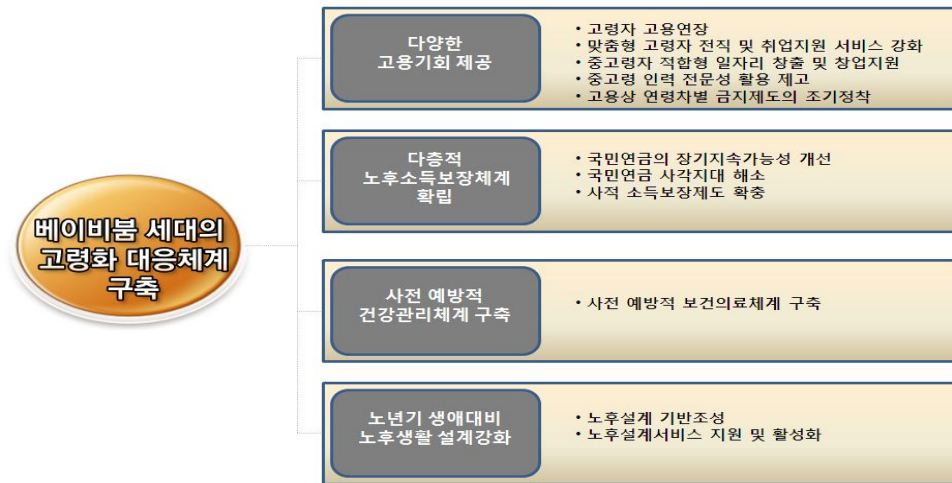 베이비붐 세대의
고령화 대응체계
구축
다양한
고용기회 제공
• 고령자 고용연장
• 맞춤형 고령자 전직 및 취업지원 서비스 강화
• 중고령자 적합형 일자리 창출 및 창업지원
• 중고령 인력 전문성 활용 제고
• 고용상 연령차별 금지제도의 조기정착
다층적
노후소득보장체계
확립
• 국민연금의 장기지속가능성 개선
• 국민연금 사각지대 해소
• 사적 소득보장제도 확충
사전 예방적
건강관리체계 구축
• 사전 예방적 보건의료체계 구축
노년기 생애대비
노후생활 설계강화
• 노후설계 기반조성
• 노후설계서비스 지원 및 활성화